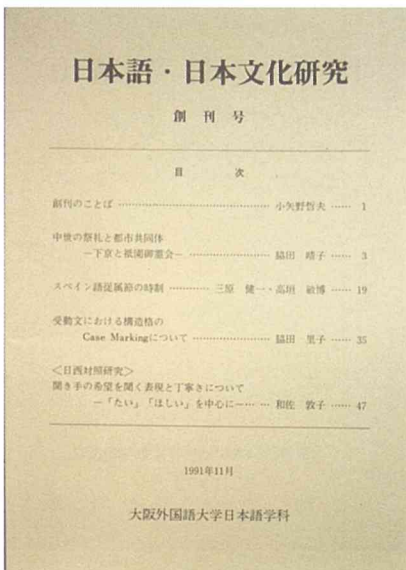 日本語・日本文化研究
創刊号
目 次
創刊のことば …………………………… 小矢野哲夫 …… 1
中世の祭礼と都市共同体
－下京と祇園御霊会－ ………………… 脇田 晴子 …… 3
スペイン語従属節の時制 ………… 三原 健一・高垣 敏博 …… 19
受動文における構造格の
Case Markingについて ………………… 脇田 里子 …… 35
＜日西対照研究＞
聞き手の希望を聞く表現と丁寧さについて
－「たい」「ほしい」を中心に－…… 和佐 敦子 …… 47
1991年11月
大阪外国語大学日本語学科